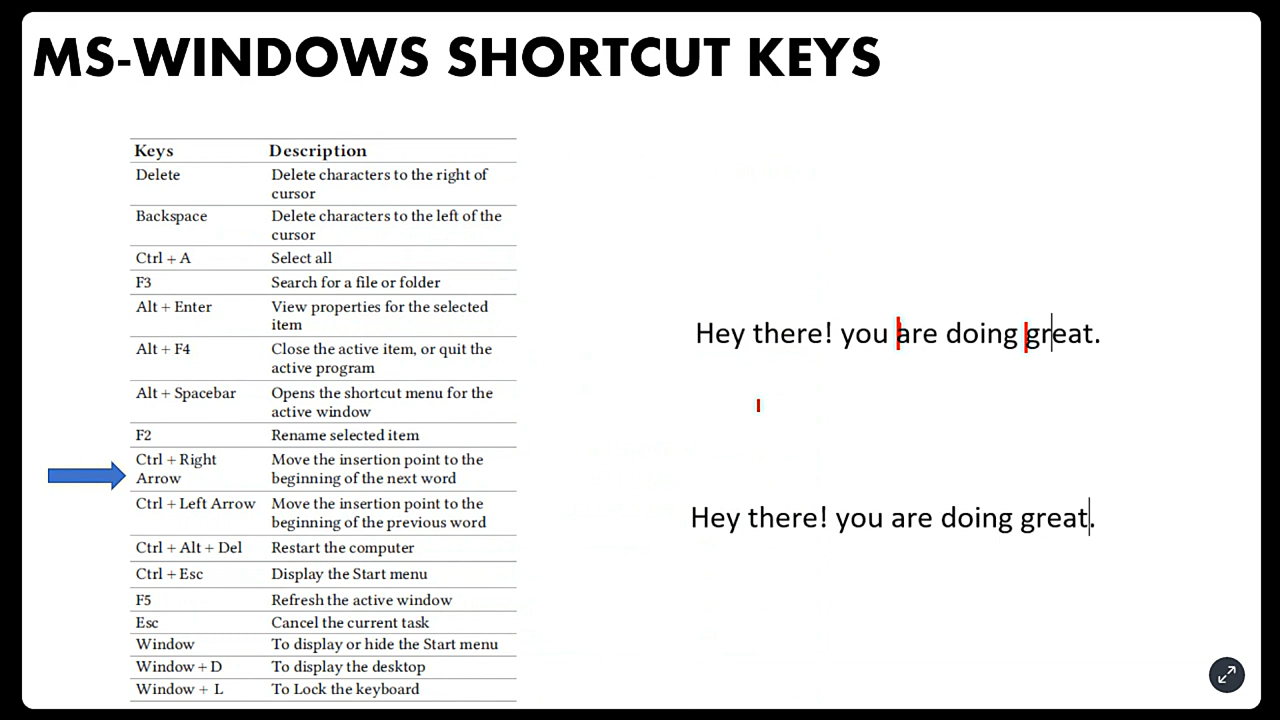 MS-WINDOWS SHORTCUT KEYS
Keys Description
Delete Delete characters to the right of
cursor
Backspace Delete characters to the left of the
cursor
Ctrl + A Select all
F3 Search for a file or folder
Alt + Enter View properties for the selected
item
Alt + F4 Close the active item, or quit the
active program
Alt + Spacebar Opens the shortcut menu for the
active window
F2 Rename selected item
Ctrl + Right Move the insertion point to the
Arrow beginning of the next word
Ctrl + Left Arrow Move the insertion point to the
beginning of the previous word
Ctrl + Alt + Del Restart the computer
Ctrl + Esc Display the Start menu
F5 Refresh the active window
Esc Cancel the current task
Window To display or hide the Start menu
Window + D To display the desktop
Window + L To Lock the keyboard
Hey there! you are doing great.
Hey there! you are doing great.